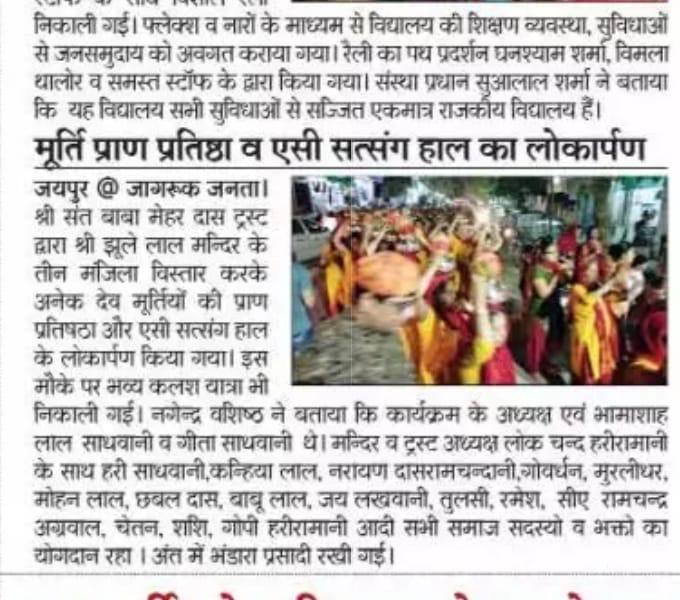 निकाली गई। फ्लेक्श व नारों के माध्यम से विद्यालय की शिक्षण व्यवस्था, सुविधाओं
से जनसमुदाय को अवगत कराया गया। रैली का पथ प्रदर्शन घनश्याम शर्मा, विमला
थालोर व समस्त स्टॉफ के द्वारा किया गया। संस्था प्रधान सुआलाल शर्मा ने बताया
कि यह विद्यालय सभी सुविधाओं से सज्जित एकमात्र राजकीय विद्यालय हैं।
मूर्ति प्राण प्रतिष्ठा व एसी सत्संग हाल का लोकार्पण
जयपुर @ जागरूक जनता।
श्री संत बाबा मेहर दास ट्रस्ट
द्वारा श्री झूले लाल मन्दिर के
तीन मंजिला विस्तार करके
अनेक देव मूर्तियों की प्राण
प्रतिषठा और एसी सत्संग हाल
के लोकार्पण किया गया। इस
मौके पर भव्य कलश यात्रा भी
निकाली गई। नगेन्द्र वशिष्ठ ने बताया कि कार्यक्रम के अध्यक्ष एवं भामाशाह
लाल साधवानी व गीता साधवानी थे। मन्दिर व ट्रस्ट अध्यक्ष लोक चन्द हरीरामानी
के साथ हरी साधवानी,कन्हिया लाल, नरायण दासरामचन्दानी,गोवर्धन, मुरलीधर,
मोहन लाल, छबल दास, बाबू लाल, जय लखवानी, तुलसी, रमेश, सीए रामचन्द्र
अग्रवाल, चेतन, शशि, गोपी हरीरामानी आदी सभी समाज सदस्यो व भक्तो का
योगदान रहा । अंत में भंडारा प्रसादी रखी गई।